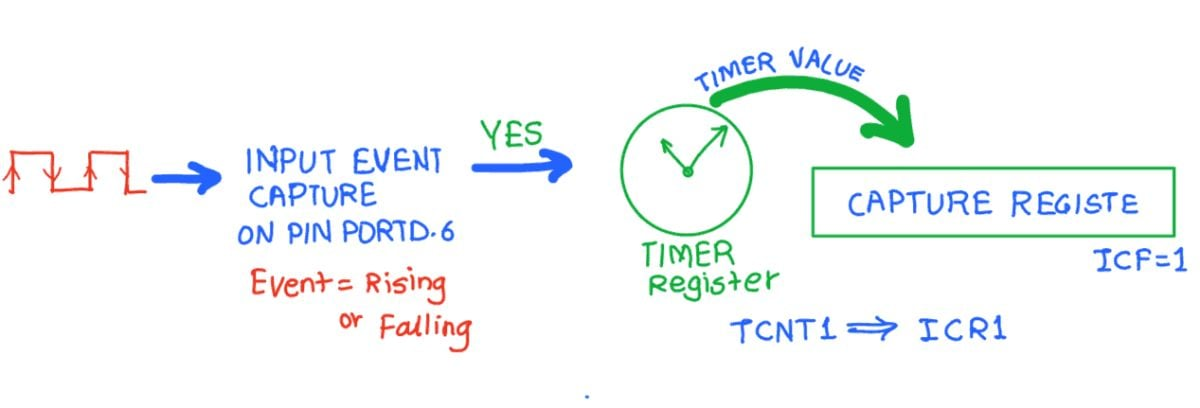 INPUT EVENT
CAPTURE
ON PIN PORTD.6
Event = Rising
or Falling
YES
TIMER VALUE
TIMER
Register
CAPTURE REGISTE
ICF=1
TCNT1 ⇒ ICR1